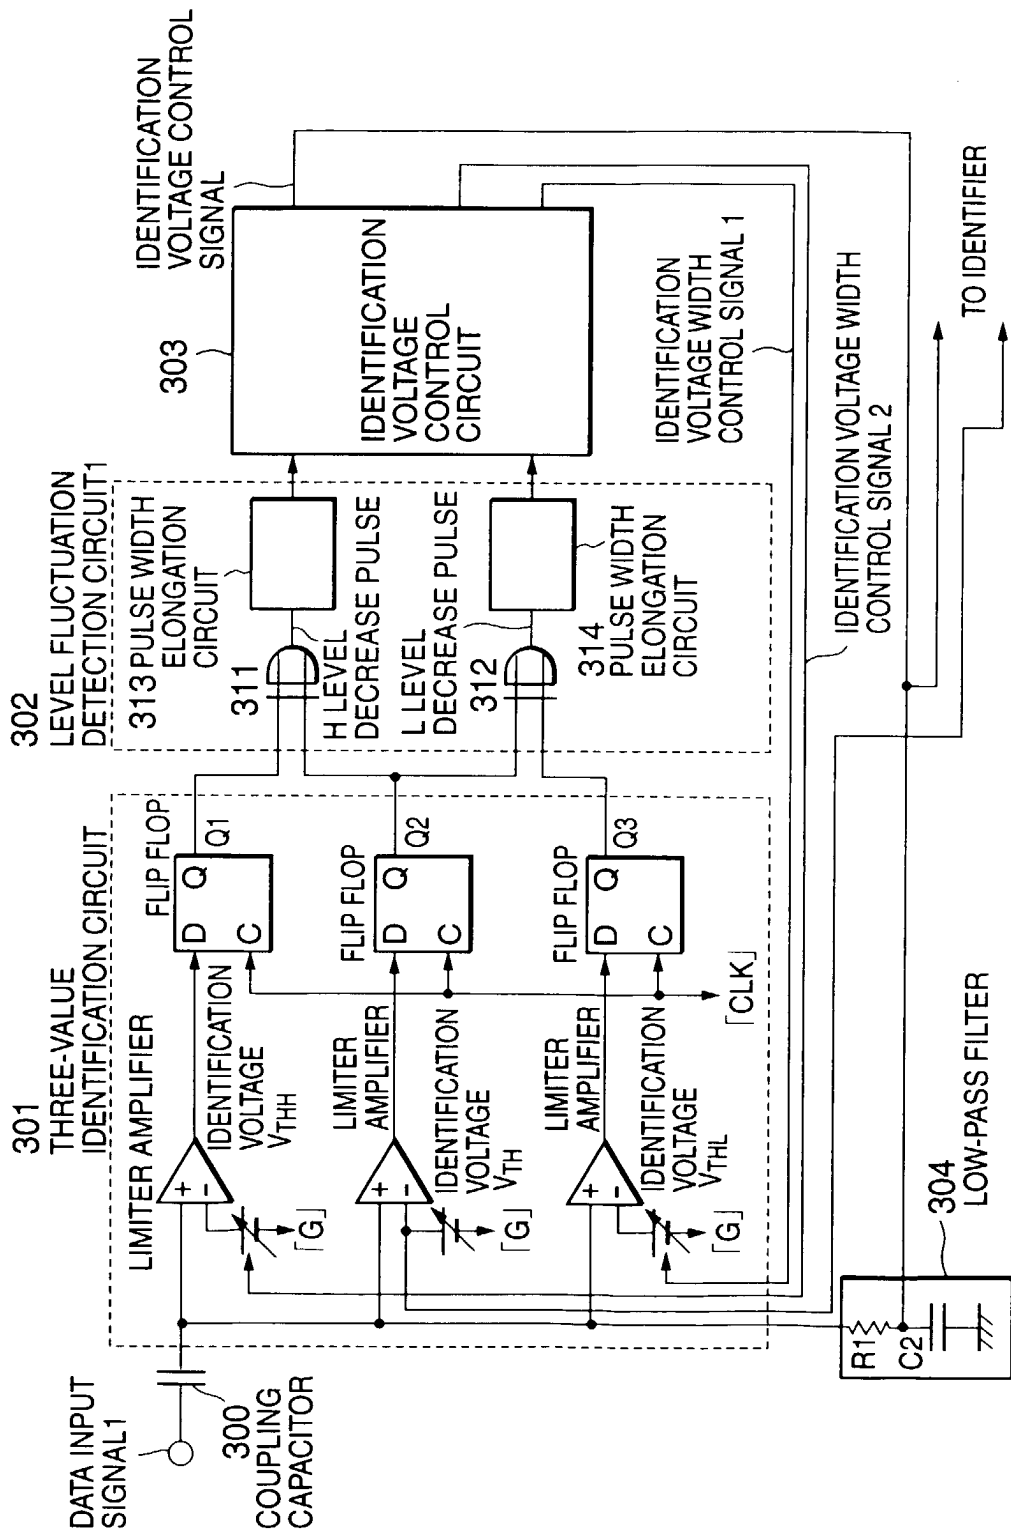 DATA INPUT
SIGNAL1
300
COUPLING
CAPACITOR
301
THREE-VALUE
IDENTIFICATION CIRCUIT
LIMITER AMPLIFIER
+
-
IDENTIFICATION
VOLTAGE
VTHH
「G」
FLIP FLOP
D
Q
C
Q1
LIMITER
AMPLIFIER
+
-
IDENTIFICATION
VOLTAGE
VTH
「G」
FLIP FLOP
D
Q
C
Q2
LIMITER
AMPLIFIER
+
-
IDENTIFICATION
VOLTAGE
VTHL
「G」
FLIP FLOP
D
Q
C
Q3
「CLK」
302
LEVEL FLUCTUATION
DETECTION CIRCUIT1
313 PULSE WIDTH
ELONGATION
CIRCUIT
311
H LEVEL
DECREASE PULSE
L LEVEL
DECREASE PULSE
312
314
PULSE WIDTH
ELONGATION
CIRCUIT
303
IDENTIFICATION
VOLTAGE
CONTROL
CIRCUIT
IDENTIFICATION
VOLTAGE CONTROL
SIGNAL
IDENTIFICATION
VOLTAGE WIDTH
CONTROL SIGNAL 1
IDENTIFICATION VOLTAGE WIDTH
CONTROL SIGNAL 2
TO IDENTIFIER
304
LOW-PASS FILTER
R1
C2